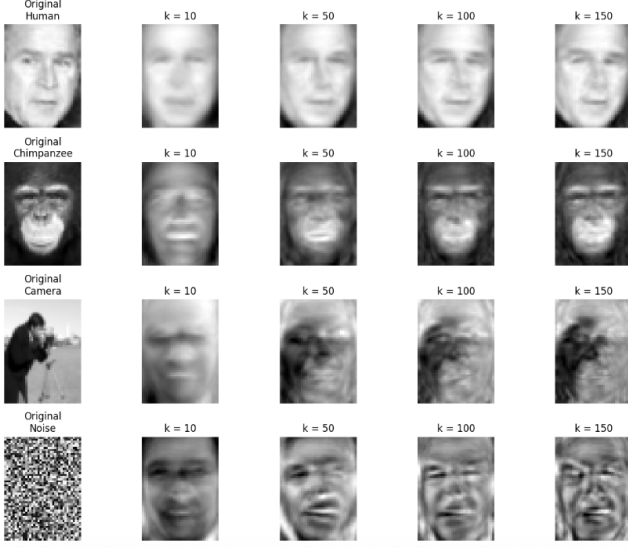 Original
Human
k = 10
k = 50
k = 100
k = 150
Original
Chimpanzee
k = 10
k = 50
k = 100
k = 150
Original
Camera
k = 10
k = 50
k = 100
k = 150
Original
Noise
k = 10
k = 50
k = 100
k = 150